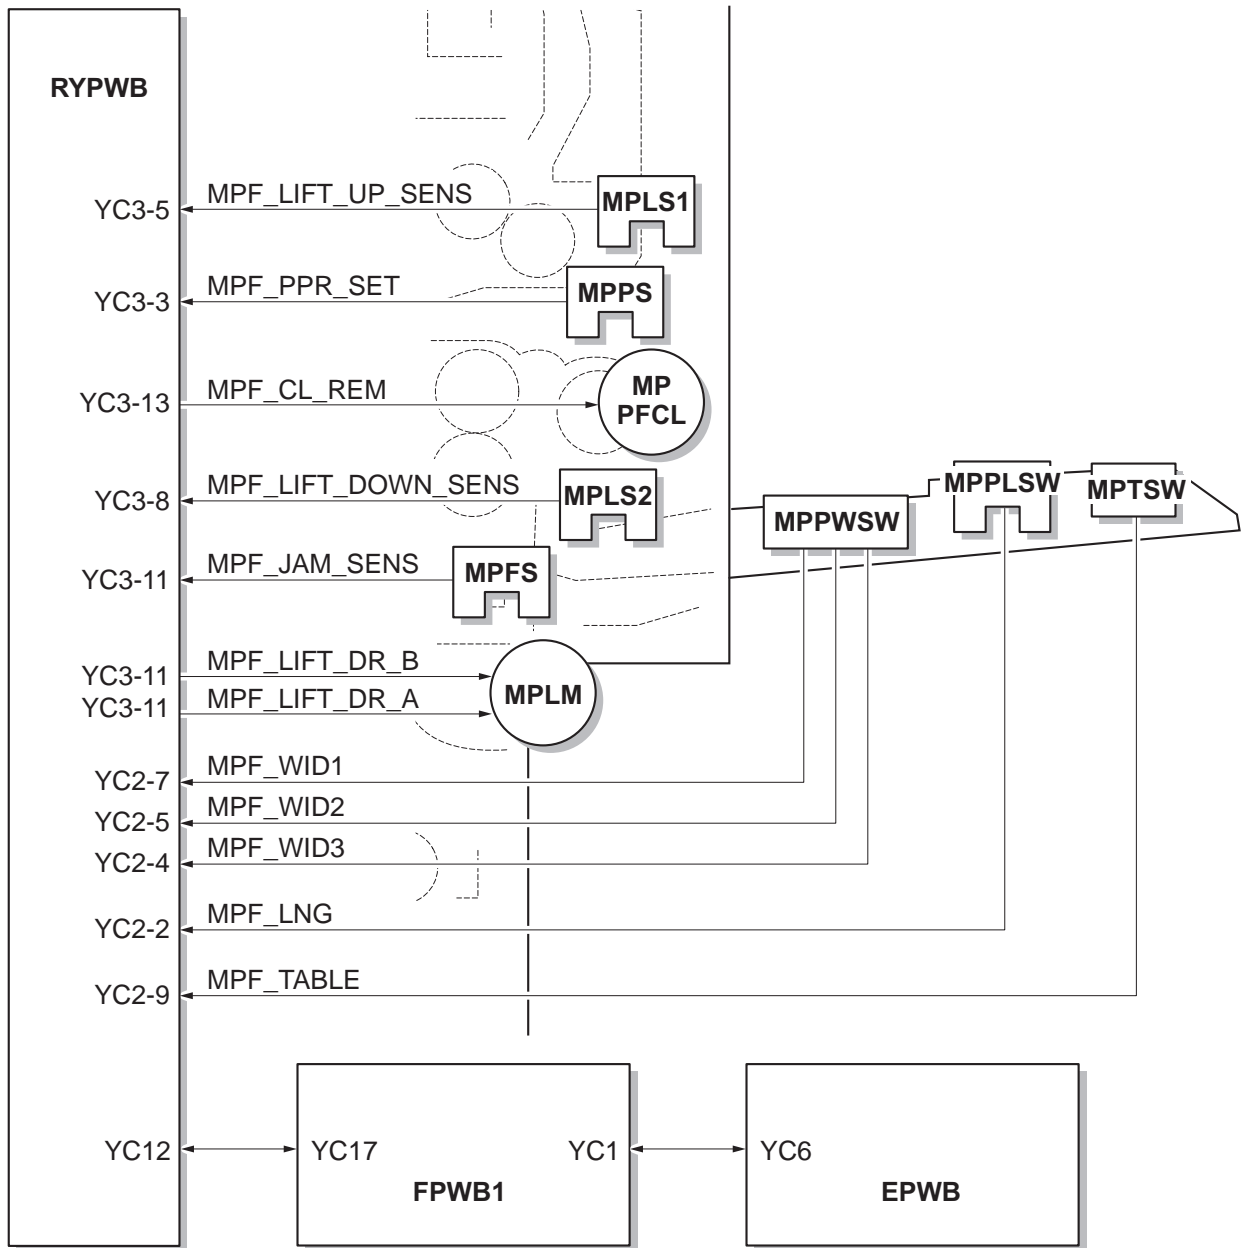 RYPWB
YC3-5 MPF_LIFT_UP_SENS MPLS1
YC3-3 MPF_PPR_SET MPPS
YC3-13 MPF_CL_REM MP
PFCL
YC3-8 MPF_LIFT_DOWN_SENS MPLS2 MPPWSW MPPLSW MPTSW
YC3-11 MPF_JAM_SENS MPFS
YC3-11 MPF_LIFT_DR_B
YC3-11 MPF_LIFT_DR_A MPLM
YC2-7 MPF_WID1
YC2-5 MPF_WID2
YC2-4 MPF_WID3
YC2-2 MPF_LNG
YC2-9 MPF_TABLE
YC12 YC17 YC1 YC6
FPWB1 EPWB